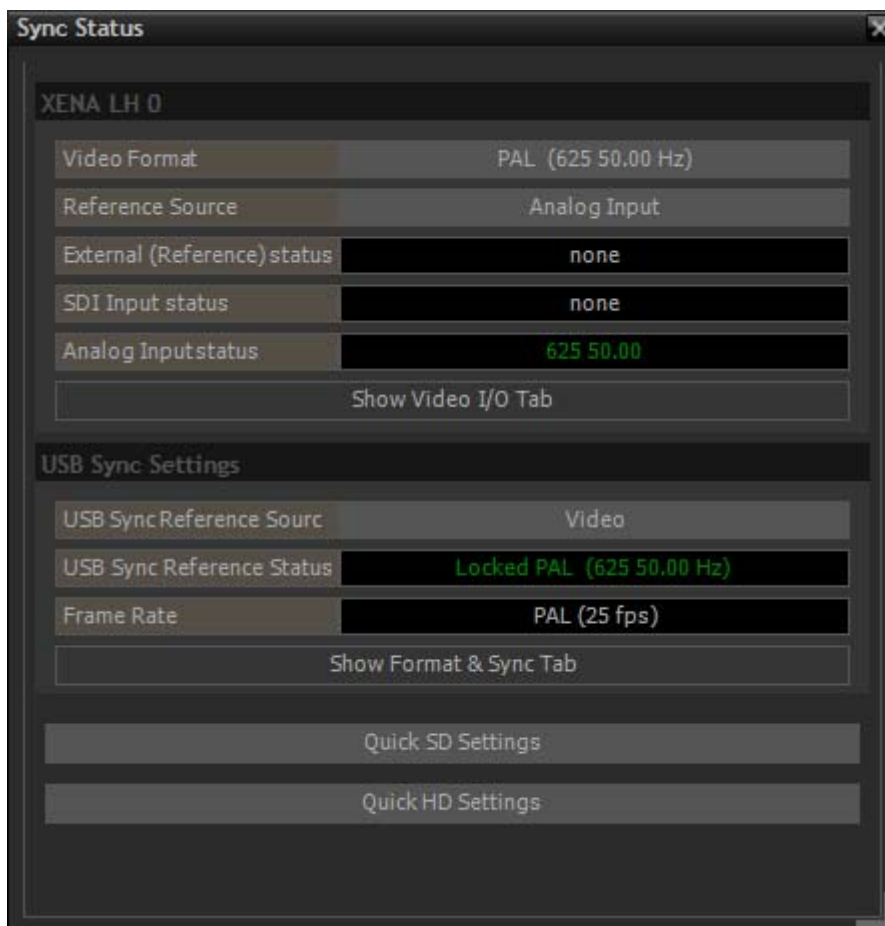 Sync Status
XENA LH 0
Video Format PAL (625 50.00 Hz)
Reference Source Analog Input
External (Reference) status none
SDI Input status none
Analog Input status 625 50.00
Show Video I/O Tab
USB Sync Settings
USB Sync Reference Sourc Video
USB Sync Reference Status Locked PAL (625 50.00 Hz)
Frame Rate PAL (25 fps)
Show Format & Sync Tab
Quick SD Settings
Quick HD Settings